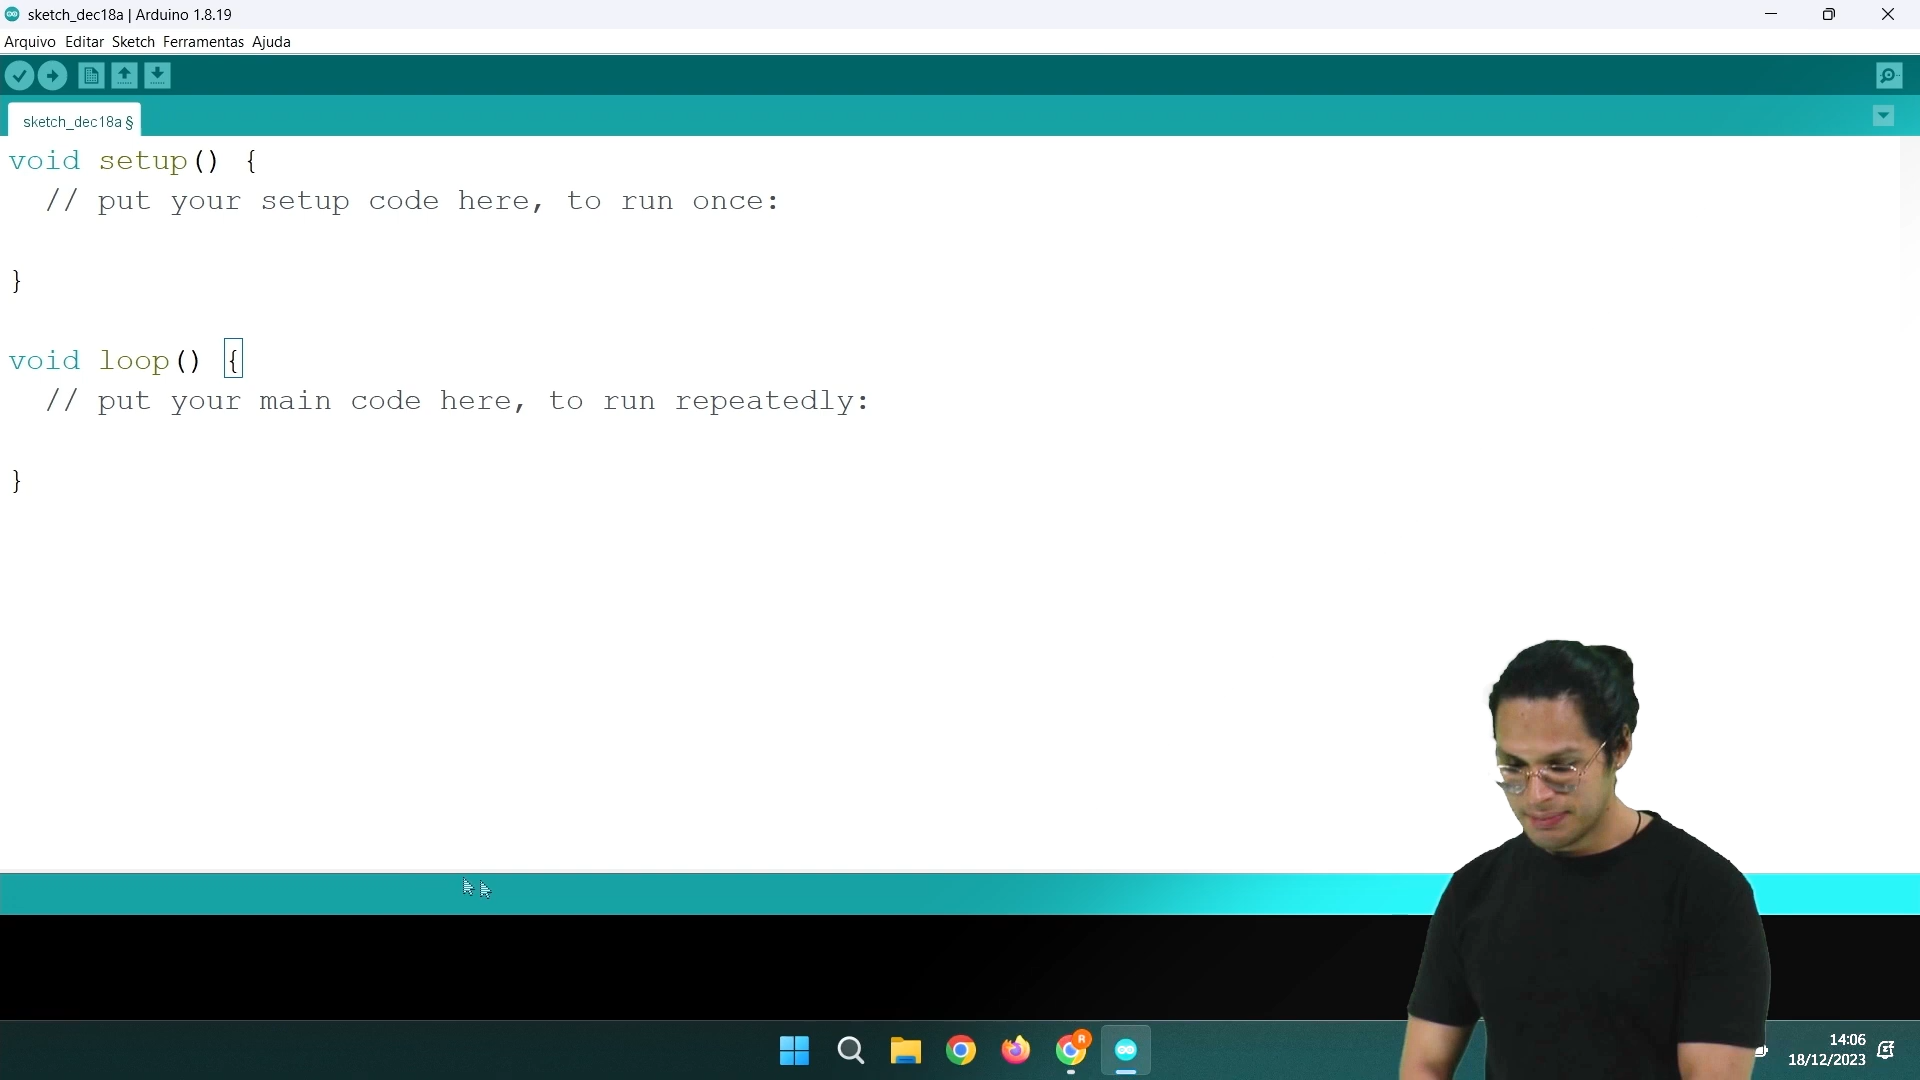 sketch_dec18a | Arduino 1.8.19
Arquivo Editar Sketch Ferramentas Ajuda
sketch_dec18a §
void setup() {
// put your setup code here, to run once:
}
void loop() {
// put your main code here, to run repeatedly:
}
R
14:06
18/12/2023